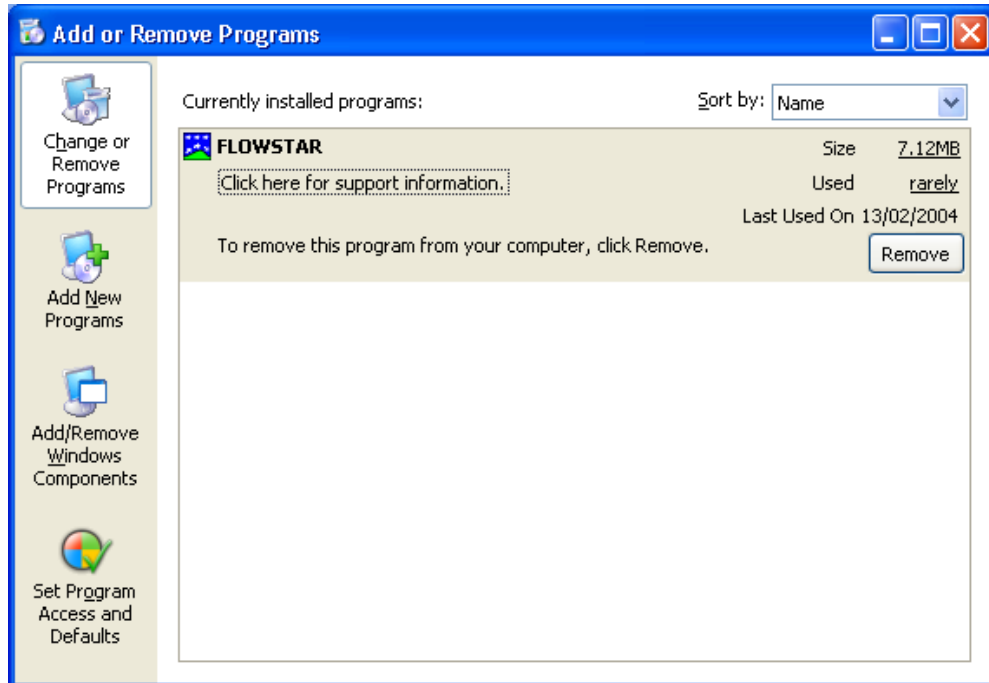 Add or Remove Programs
Change or
Remove
Programs
Add New
Programs
Add/Remove
Windows
Components
Set Program
Access and
Defaults
Currently installed programs:
Sort by: Name
FLOWSTAR
Size 7.12MB
Click here for support information.
Used rarely
Last Used On 13/02/2004
To remove this program from your computer, click Remove.
Remove